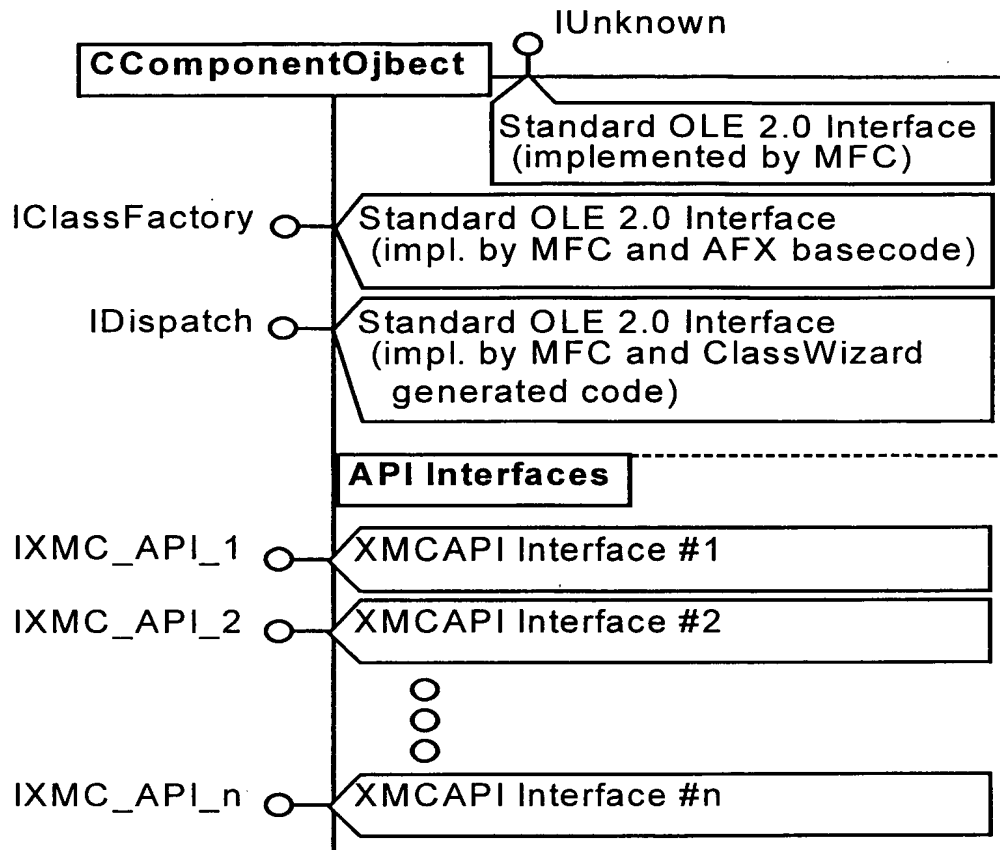 IUnknown
CComponentOjbect
Standard OLE 2.0 Interface
(implemented by MFC)
IClassFactory
Standard OLE 2.0 Interface
(impl. by MFC and AFX basecode)
IDispatch
Standard OLE 2.0 Interface
(impl. by MFC and ClassWizard
generated code)
API Interfaces
IXMC_API_1
XMCAPI Interface #1
IXMC_API_2
XMCAPI Interface #2
IXMC_API_n
XMCAPI Interface #n